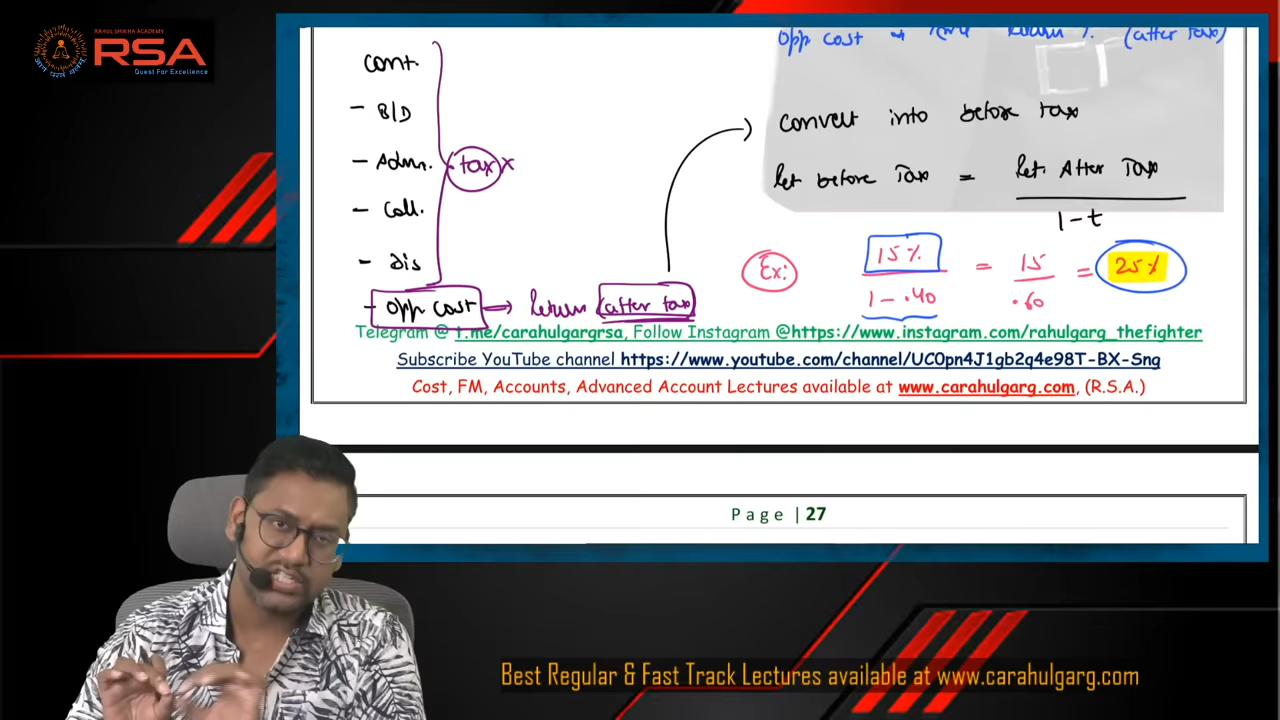 RAHUL SHIKHA ACADEMY
RSA
Quest For Excellence
Opp cost → Return % (after tax)
Cont.
- B/D
- Admn.
- Coll.
- Dis
- Opp Cost → Return (after tax)
tax x
Convert into before tax
Ret before Tax = Ret. After Tax
1-t
Ex: 15% = 15 = 25%
1-.40 .60
Telegram @ t.me/carahulgargrsa, Follow Instagram @https://www.instagram.com/rahulgarg_thefighter
Subscribe YouTube channel https://www.youtube.com/channel/UC0pn4J1gb2q4e98T-BX-Sng
Cost, FM, Accounts, Advanced Account Lectures available at www.carahulgarg.com, (R.S.A.)
Page | 27
Best Regular & Fast Track Lectures available at www.carahulgarg.com